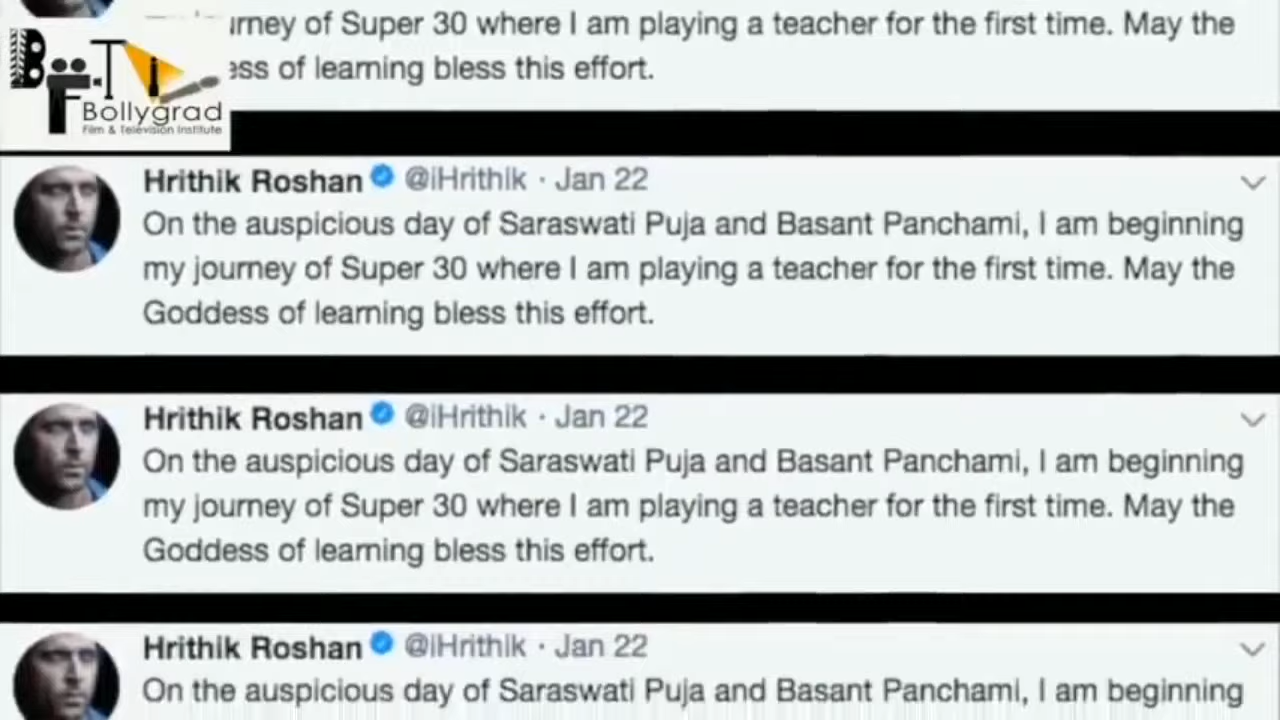 urney of Super 30 where I am playing a teacher for the first time. May the
ess of learning bless this effort.
BFTi
Bollygrad
Film & Television Institute
Hrithik Roshan @iHrithik · Jan 22
On the auspicious day of Saraswati Puja and Basant Panchami, I am beginning
my journey of Super 30 where I am playing a teacher for the first time. May the
Goddess of learning bless this effort.
Hrithik Roshan @iHrithik · Jan 22
On the auspicious day of Saraswati Puja and Basant Panchami, I am beginning
my journey of Super 30 where I am playing a teacher for the first time. May the
Goddess of learning bless this effort.
Hrithik Roshan @iHrithik · Jan 22
On the auspicious day of Saraswati Puja and Basant Panchami, I am beginning